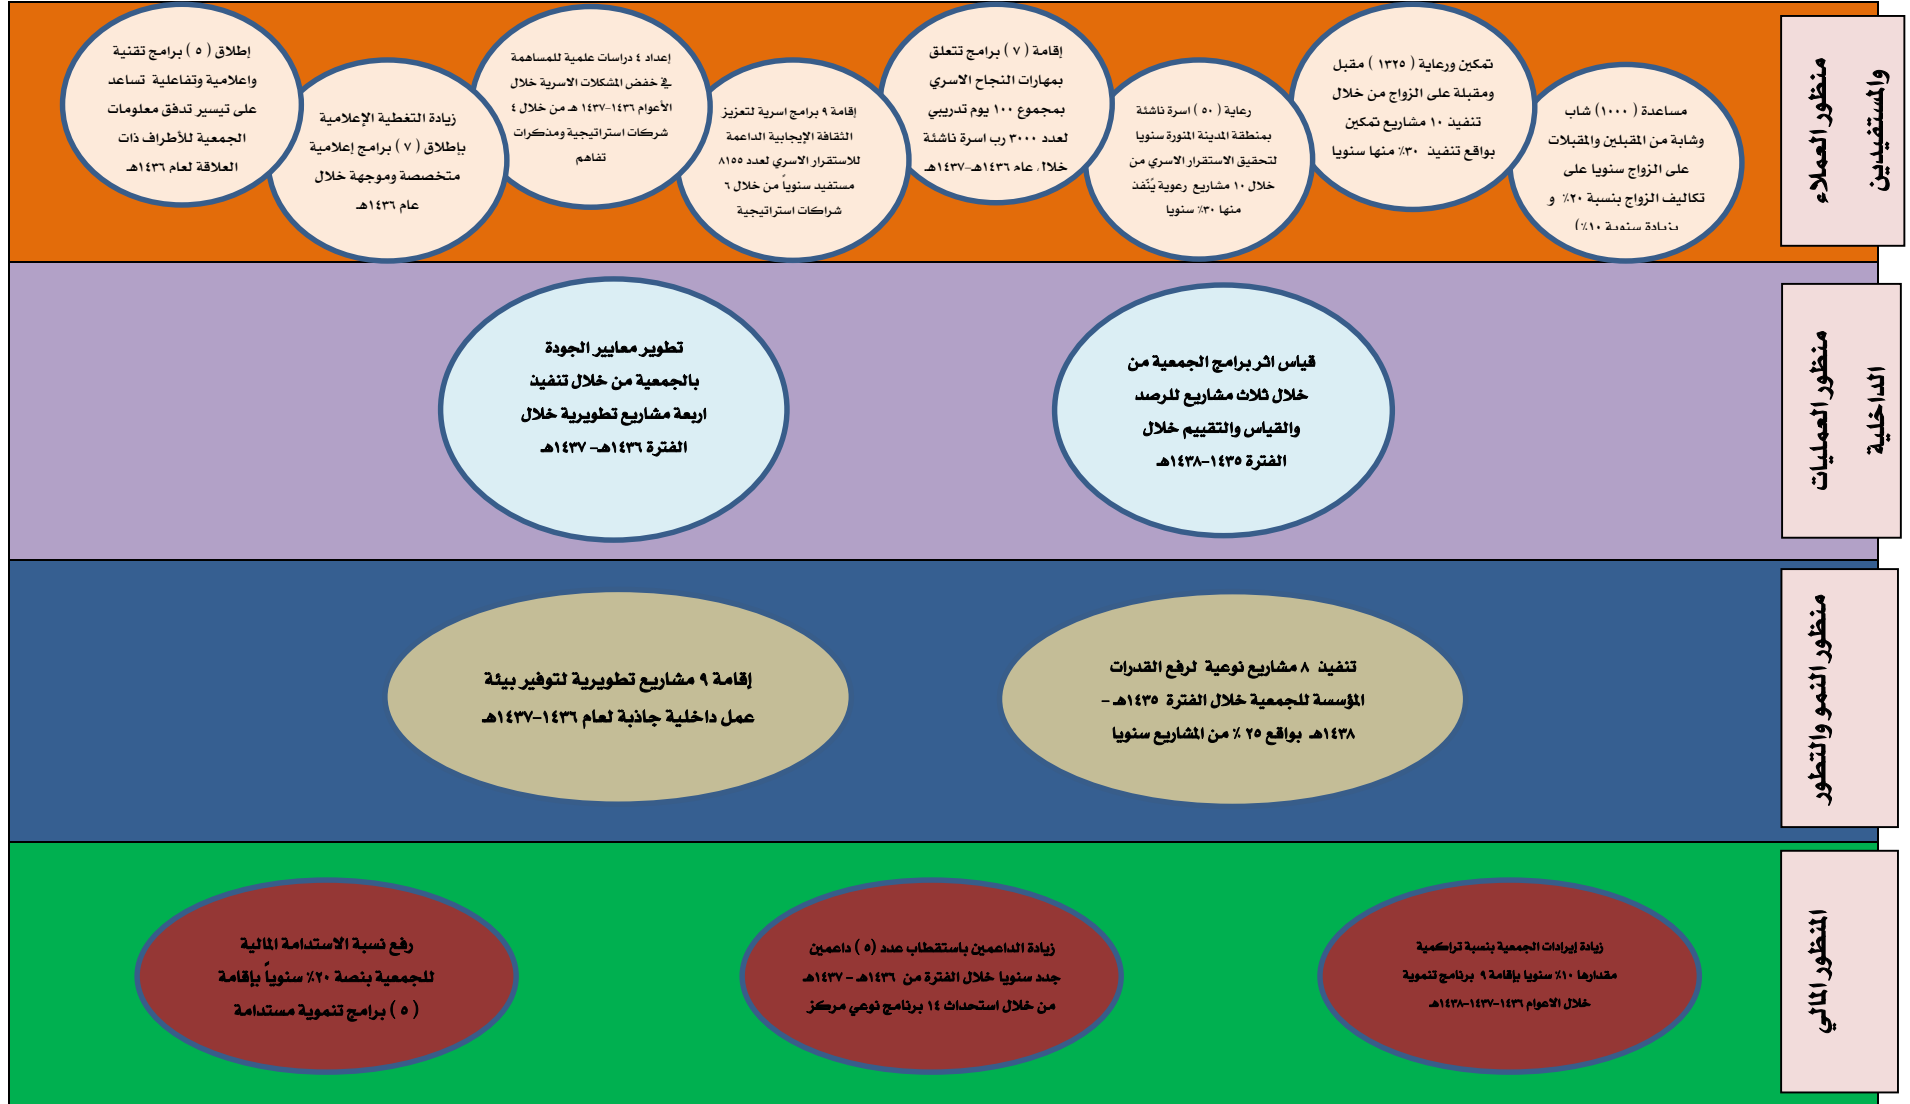 منظور العملاء
والمستفيدين
مساعدة ( ١٠٠٠) شاب
وشابة من المقبلين والمقبلات
على الزواج سنويا على
تكاليف الزواج بنسبة ٢٠٪ و
بزيادة سنوية ١٠٪)
تمكين ورعاية ( ١٣٢٥ ) مقبل
ومقبلة على الزواج من خلال
تنفيذ ١٠ مشاريع تمكين
بواقع تنفيذ ٣٠٪ منها سنويا
رعاية ( ٥٠ ) اسرة ناشئة
بمنطقة المدينة المنورة سنويا
لتحقيق الاستقرار الاسري من
خلال ١٠ مشاريع رعوية يُنّفذ
منها ٣٠٪ سنويا
إقامة ( ٧ ) برامج تتعلق
بمهارات النجاح الاسري
بمجموع ١٠٠ يوم تدريبي
لعدد ٣٠٠٠ رب اسرة ناشئة
خلال عام ١٤٣٦هـ-١٤٣٧هـ
إقامة ٩ برامج اسرية لتعزيز
الثقافة الإيجابية الداعمة
للاستقرار الاسري لعدد ٨١٥٥
مستفيد سنوياً من خلال ٦
شراكات استراتيجية
إعداد ٤ دراسات علمية للمساهمة
في خفض المشكلات الاسرية خلال
الأعوام ١٤٣٦-١٤٣٧ هـ من خلال ٤
شركات استراتيجية ومذكرات
تفاهم
زيادة التغطية الإعلامية
بإطلاق ( ٧ ) برامج إعلامية
متخصصة وموجهة خلال
عام ١٤٣٦هـ
إطلاق ( ٥ ) برامج تقنية
واعلامية وتفاعلية تساعد
على تيسير تدفق معلومات
الجمعية للأطراف ذات
العلاقة لعام ١٤٣٦هـ
منظور العمليات
الداخلية
قياس اثر برامج الجمعية من
خلال ثلاث مشاريع للرصد
والقياس والتقييم خلال
الفترة ١٤٣٥-١٤٣٨هـ
تطوير معايير الجودة
بالجمعية من خلال تنفيذ
اربعة مشاريع تطويرية خلال
الفترة ١٤٣٦هـ- ١٤٣٧هـ
منظور النمو والتطور
تنفيذ ٨ مشاريع نوعية لرفع القدرات
المؤسسة للجمعية خلال الفترة ١٤٣٥هـ -
١٤٣٨هـ بواقع ٢٥ ٪ من المشاريع سنويا
إقامة ٩ مشاريع تطويرية لتوفير بيئة
عمل داخلية جاذبة لعام ١٤٣٦-١٤٣٧هـ
المنظور المالي
زيادة إيرادات الجمعية بنسبة تراكمية
مقدارها ١٠٪ سنويا بإقامة ٩ برنامج تنموية
خلال الاعوام ١٤٣٦-١٤٣٧-١٤٣٨هـ
زيادة الداعمين باستقطاب عدد (٥ ) داعمين
جدد سنويا خلال الفترة من ١٤٣٦هـ - ١٤٣٧هـ
من خلال استحداث ١٤ برنامج نوعي مركز
رفع نسبة الاستدامة المالية
للجمعية بنصة ٢٠٪ سنوياً بإقامة
( ٥ ) برامج تنموية مستدامة